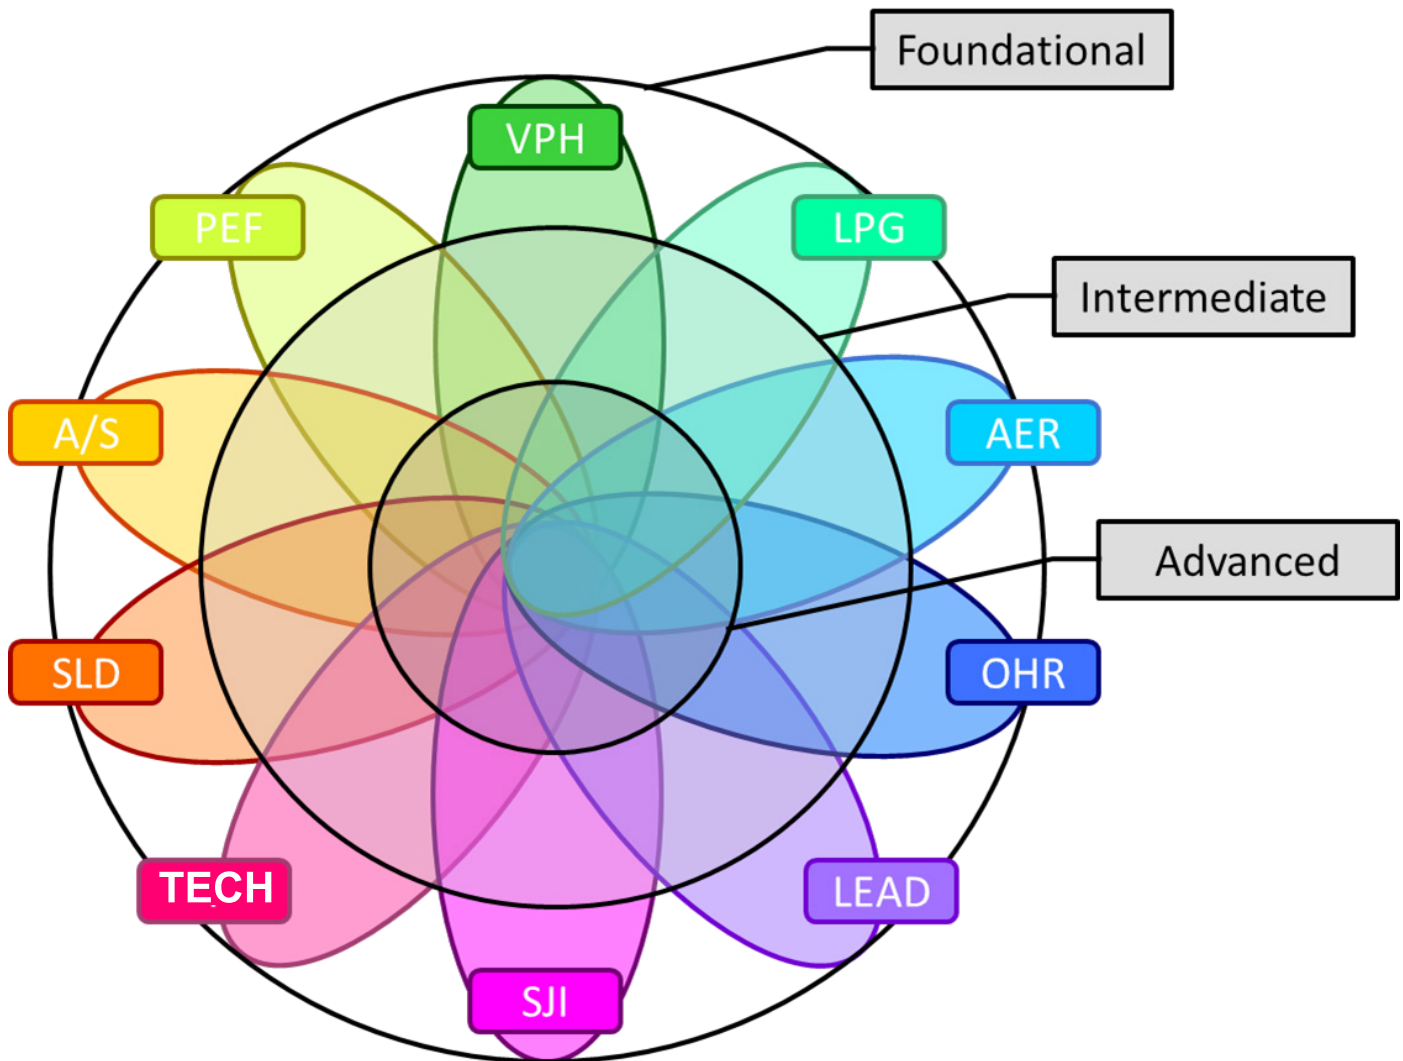 Foundational
VPH
PEF
LPG
Intermediate
A/S
AER
Advanced
SLD
OHR
TECH
LEAD
SJI